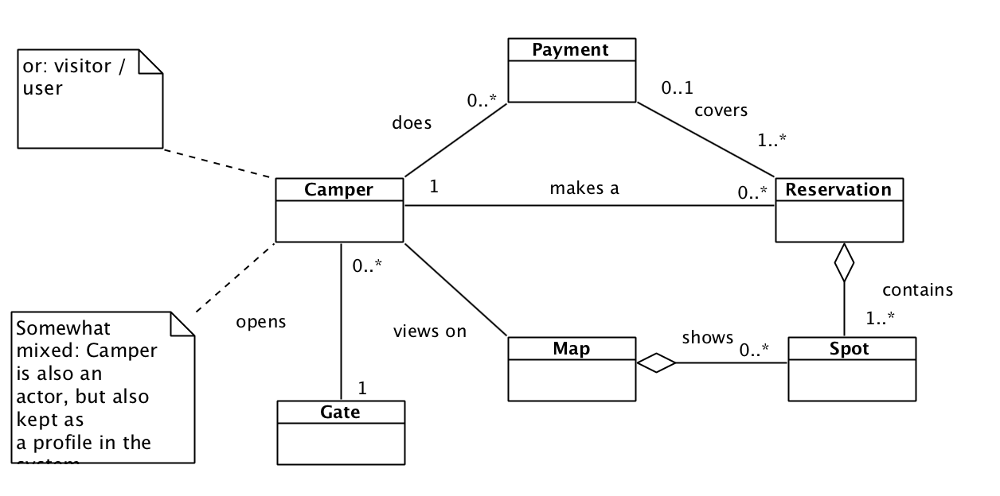 Payment
or: visitor /
user
0..1
0..*
covers
does
1..*
Camper
1
makes a
0..*
Reservation
0..*
contains
1..*
opens
views on
shows
0..*
Somewhat
mixed: Camper
is also an
actor, but also
kept as
a profile in the
system
Map
Spot
1
Gate